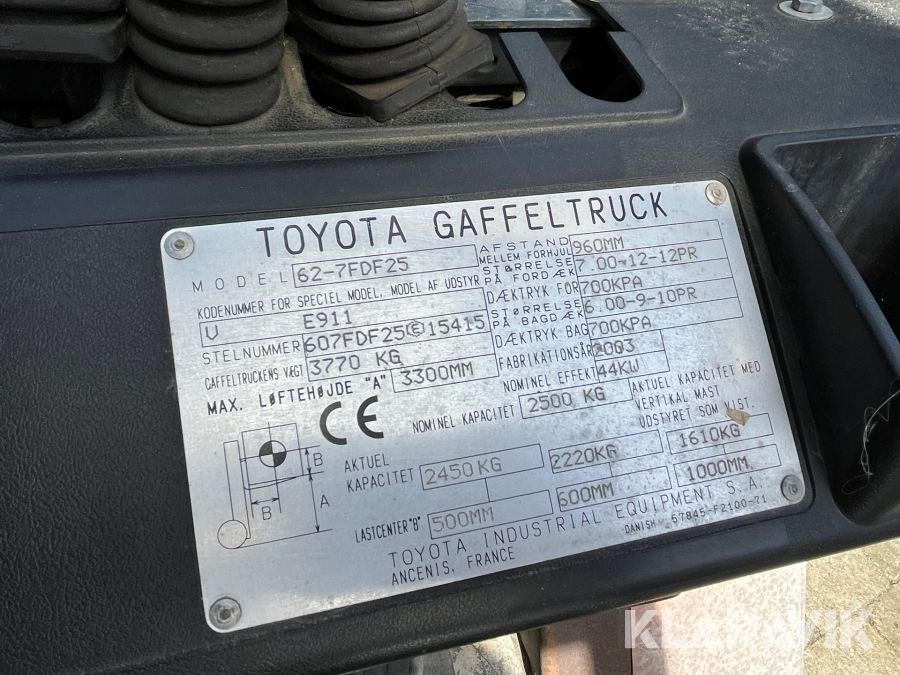 TOYOTA GAFFELTRUCK
MODEL 62-7FDF25
KODENUMMER FOR SPECIEL MODEL, MODEL AF UDSTYR
V E911
STELNUMMER 607FDF25Ⓔ15415
GAFFELTRUCKENS VÆGT 3770 KG
MAX. LØFTEHØJDE "A" 3300MM
AFSTAND
MELLEM FORHJUL 960MM
STØRRELSE
PÅ FORDÆK 7.00-12-12PR
DÆKTRYK FOR 700KPA
STØRRELSE
PÅ BAGDÆK 6.00-9-10PR
DÆKTRYK BAG 700KPA
FABRIKATIONSÅR 2003
NOMINEL EFFEKT 44KW
CE
NOMINEL KAPACITET 2500 KG
AKTUEL KAPACITET MED
VERTIKAL MAST
UDSTYRET SOM VIST.
B
A
B
AKTUEL
KAPACITET 2450KG 2220KG 1610KG
LASTCENTER "B" 500MM 600MM 1000MM
TOYOTA INDUSTRIAL EQUIPMENT S.A.
ANCENIS, FRANCE
DANISH 57845-F2100-71
KLARAVIK